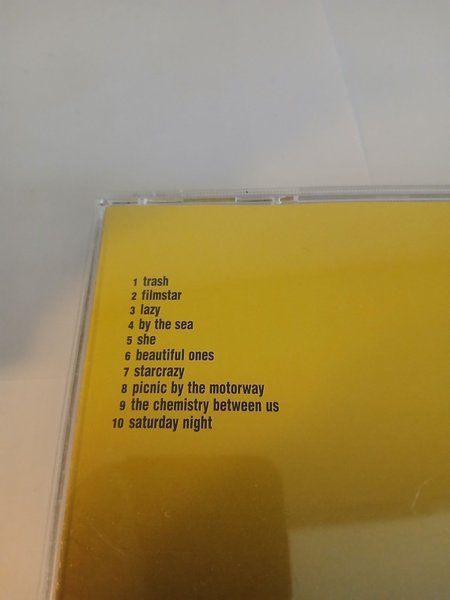 1 trash
2 filmstar
3 lazy
4 by the sea
5 she
6 beautiful ones
7 starcrazy
8 picnic by the motorway
9 the chemistry between us
10 saturday night